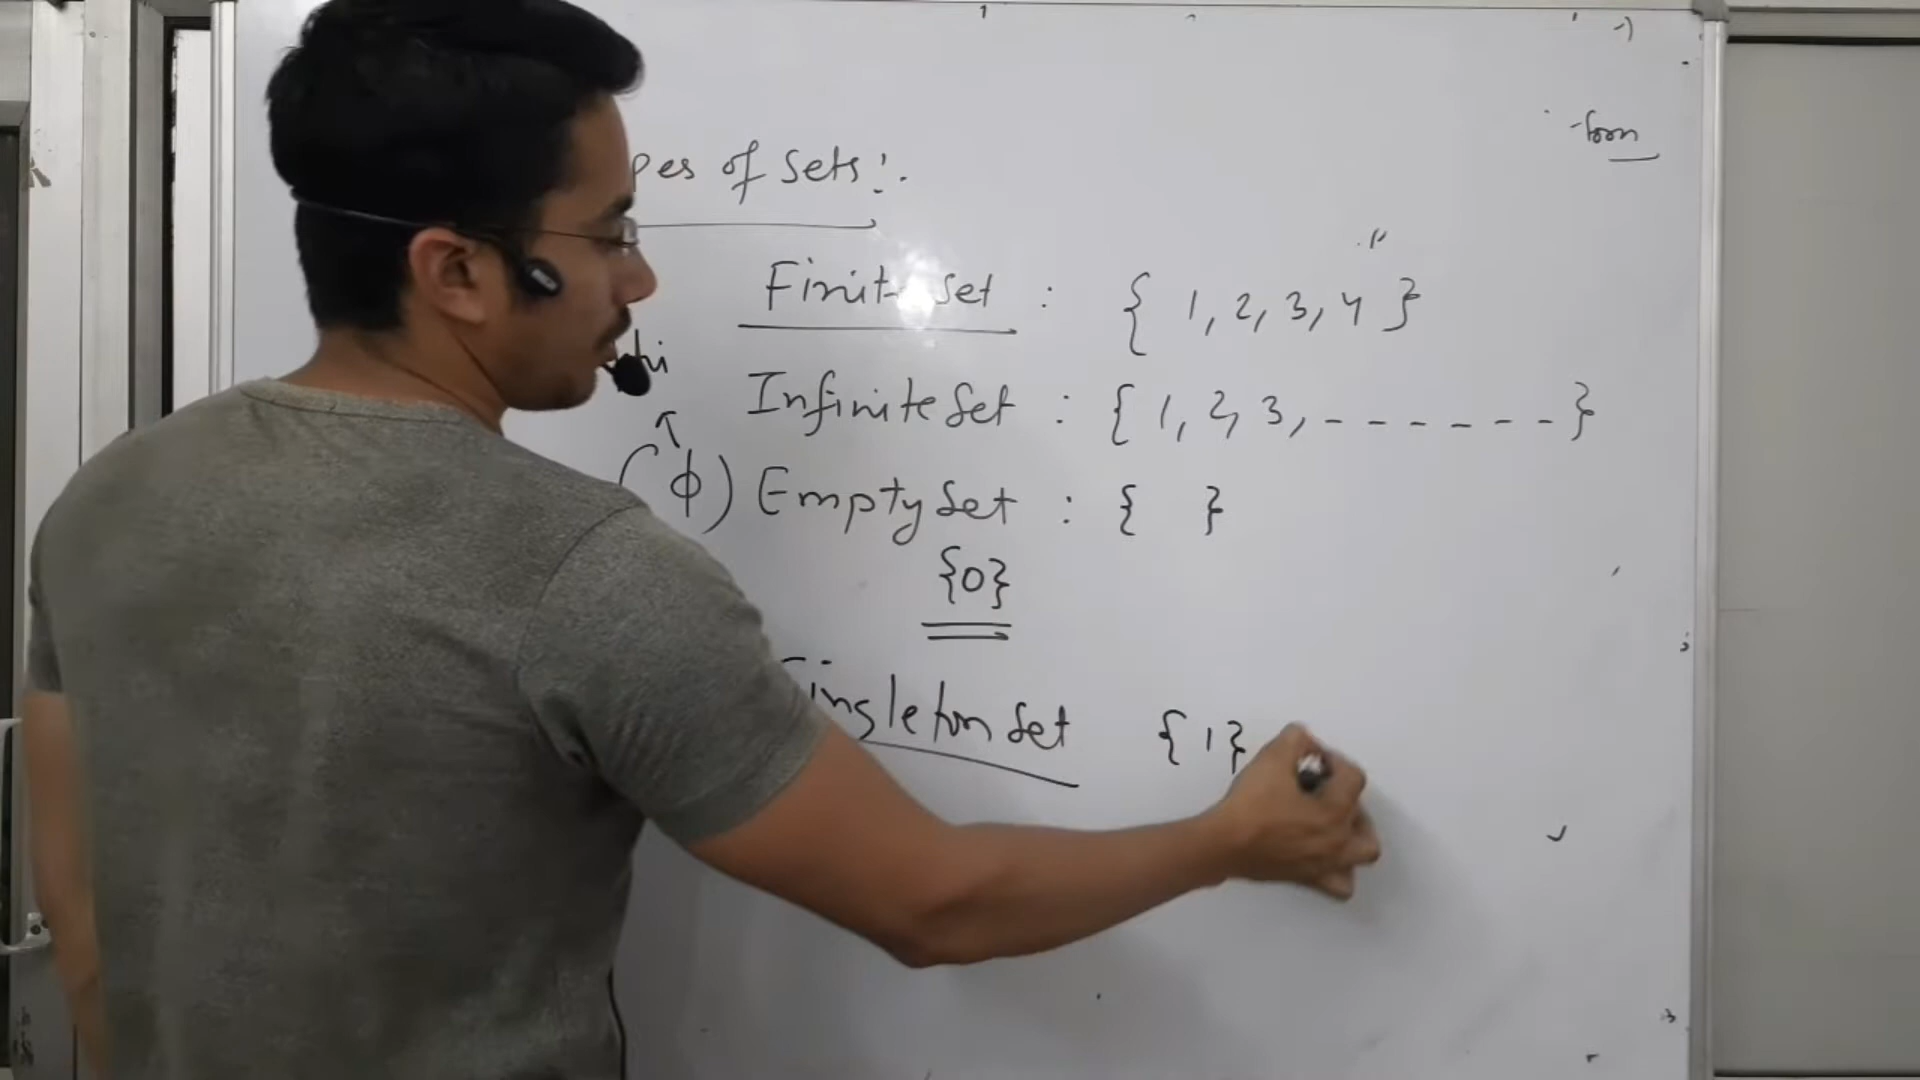 -form
pes of Sets :.
Finite Set : { 1, 2, 3, 4 }
Infinite Set : { 1, 2, 3, - - - - - - }
(ϕ) Empty Set : { }
{0}
ingleton Set { 1 }